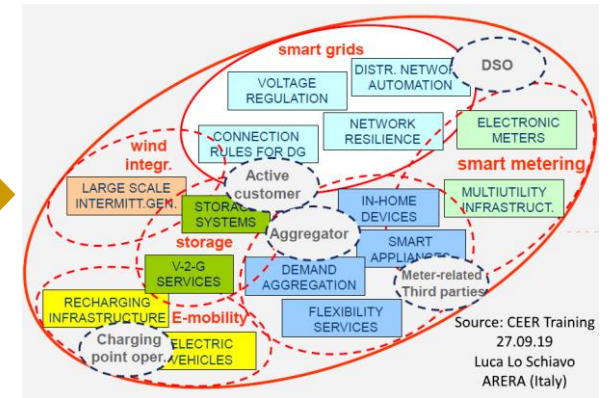 smart grids
VOLTAGE
REGULATION
DISTR. NETWO
AUTOMATION
DSO
CONNECTION
RULES FOR DG
NETWORK
RESILIENCE
ELECTRONIC
METERS
wind
integr.
smart metering
LARGE SCALE
INTERMITT.GEN.
Active
customer
STORAG
SYSTEMS
IN-HOME
DEVICES
MULTIUTILITY
INFRASTRUCT.
storage
Aggregator
SMART
APPLIANCES
V-2-G
SERVICES
DEMAND
AGGREGATION
Meter-related
Third parties
RECHARGING
INFRASTRUCTURE
E-mobility
FLEXIBILITY
SERVICES
Charging
point oper.
ELECTRIC
VEHICLES
Source: CEER Training
27.09.19
Luca Lo Schiavo
ARERA (Italy)